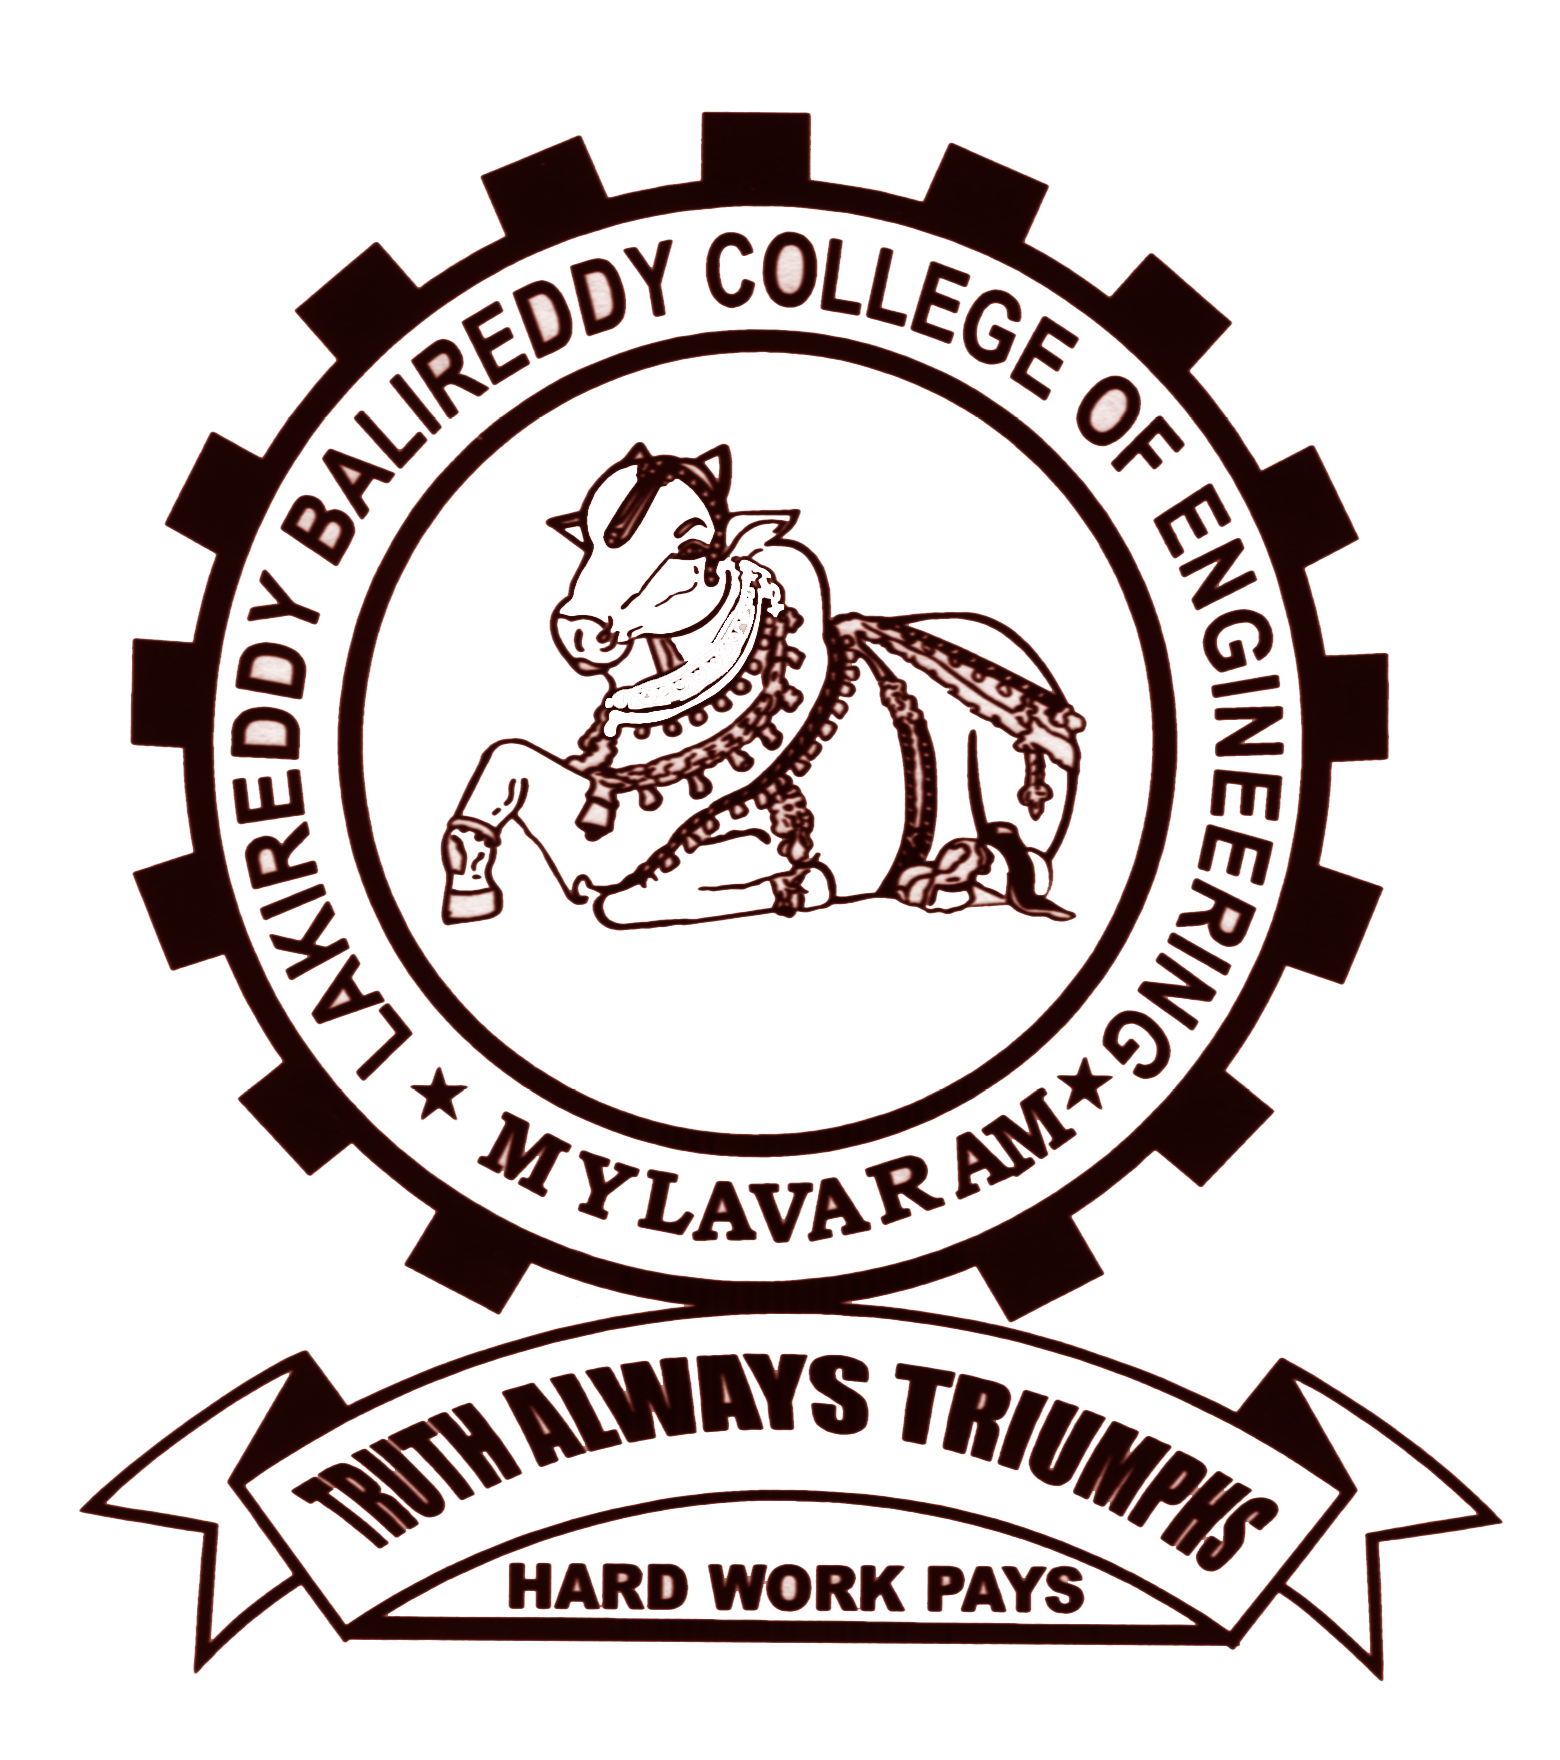 LAKIREDDY BALIREDDY COLLEGE OF ENGINEERING
★ MYLAVARAM ★
TRUTH ALWAYS TRIUMPHS
HARD WORK PAYS